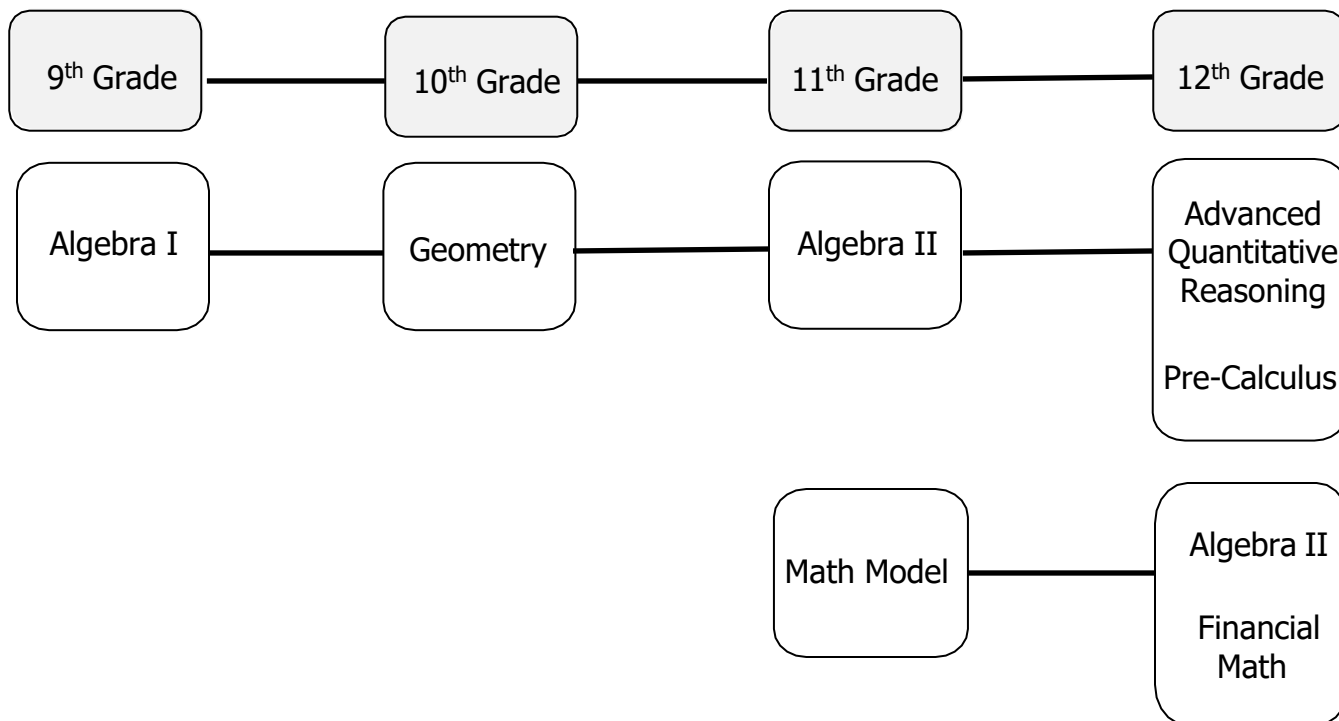 9th Grade
10th Grade
11th Grade
12th Grade
Algebra I
Geometry
Algebra II
Advanced
Quantitative
Reasoning
Pre-Calculus
Math Model
Algebra II
Financial
Math